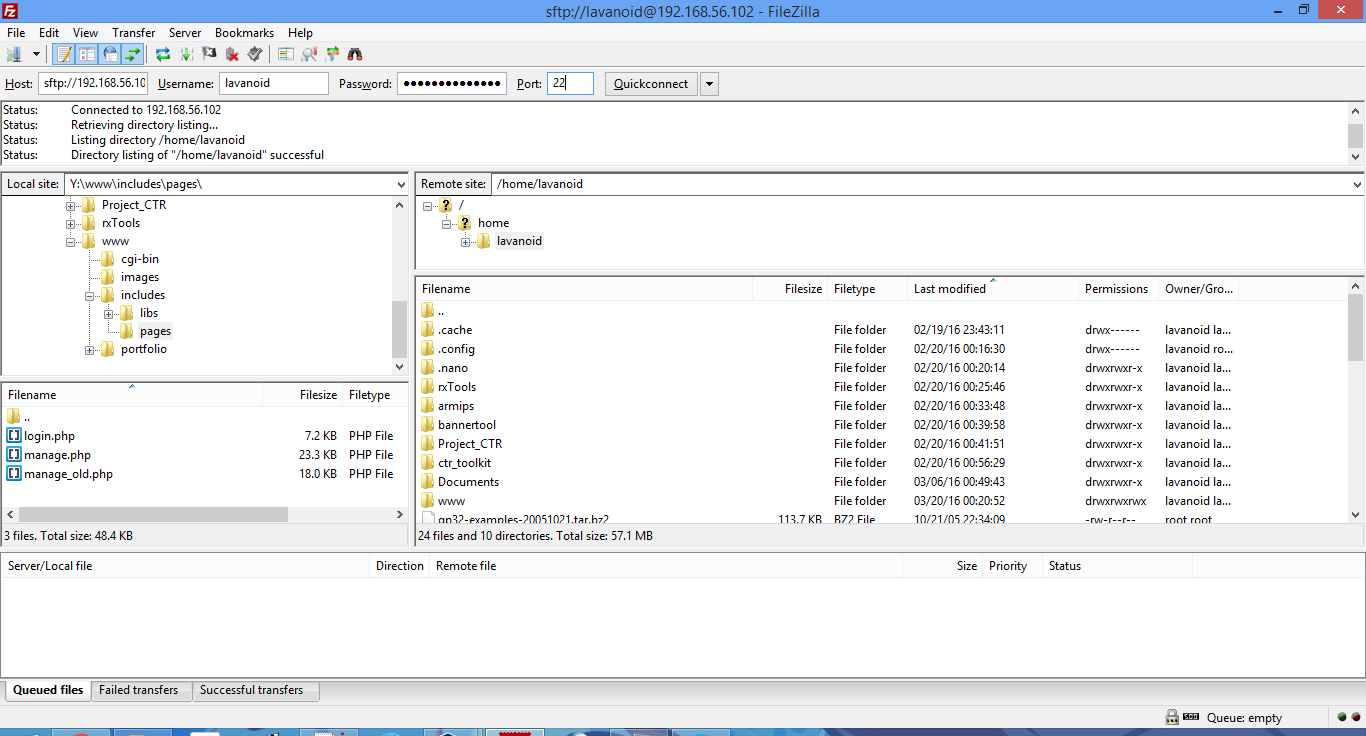 sftp://lavanoid@192.168.56.102 - FileZilla
File Edit View Transfer Server Bookmarks Help
Host: sftp://192.168.56.10 Username: lavanoid Password: ●●●●●●●●●●●●●● Port: 22 Quickconnect
Status: Connected to 192.168.56.102
Status: Retrieving directory listing...
Status: Listing directory /home/lavanoid
Status: Directory listing of "/home/lavanoid" successful
Local site: Y:\www\includes\pages\
Project_CTR
rxTools
www
cgi-bin
images
includes
libs
pages
portfolio
Filename Filesize Filetype
..
login.php 7.2 KB PHP File
manage.php 23.3 KB PHP File
manage_old.php 18.0 KB PHP File
3 files. Total size: 48.4 KB
Remote site: /home/lavanoid
/
home
lavanoid
Filename Filesize Filetype Last modified Permissions Owner/Gro...
..
.cache File folder 02/19/16 23:43:11 drwx------ lavanoid la...
.config File folder 02/20/16 00:16:30 drwx------ lavanoid ro...
.nano File folder 02/20/16 00:20:14 drwxrwxr-x lavanoid la...
rxTools File folder 02/20/16 00:25:46 drwxrwxr-x lavanoid la...
armips File folder 02/20/16 00:33:48 drwxrwxr-x lavanoid la...
bannertool File folder 02/20/16 00:39:58 drwxrwxr-x lavanoid la...
Project_CTR File folder 02/20/16 00:41:51 drwxrwxr-x lavanoid la...
ctr_toolkit File folder 02/20/16 00:56:29 drwxrwxr-x lavanoid la...
Documents File folder 03/06/16 00:49:43 drwxrwxr-x lavanoid la...
www File folder 03/20/16 00:20:52 drwxrwxrwx lavanoid la...
gp32-examples-20051021.tar.bz2 113.7 KB BZ2 File 10/21/05 22:34:09 -rw-r--r-- root root
24 files and 10 directories. Total size: 57.1 MB
Server/Local file Direction Remote file Size Priority Status
Queued files Failed transfers Successful transfers
Queue: empty